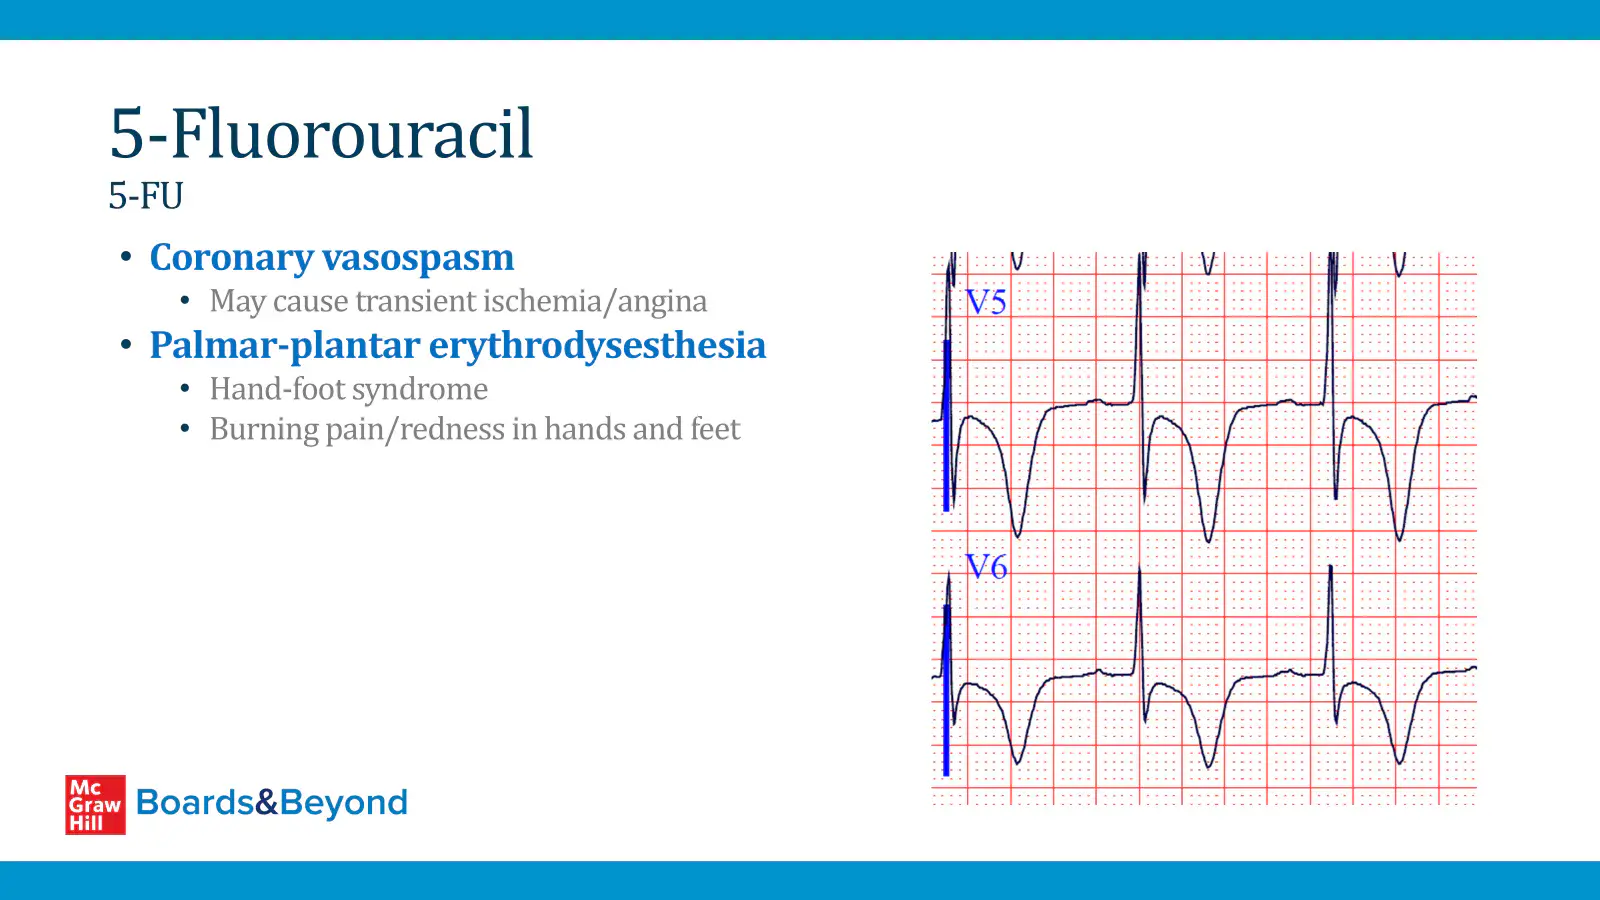 5-Fluorouracil
5-FU
• Coronary vasospasm
• May cause transient ischemia/angina
• Palmar-plantar erythrodysesthesia
• Hand-foot syndrome
• Burning pain/redness in hands and feet
V5
V6
Mc
Graw
Hill
Boards&Beyond